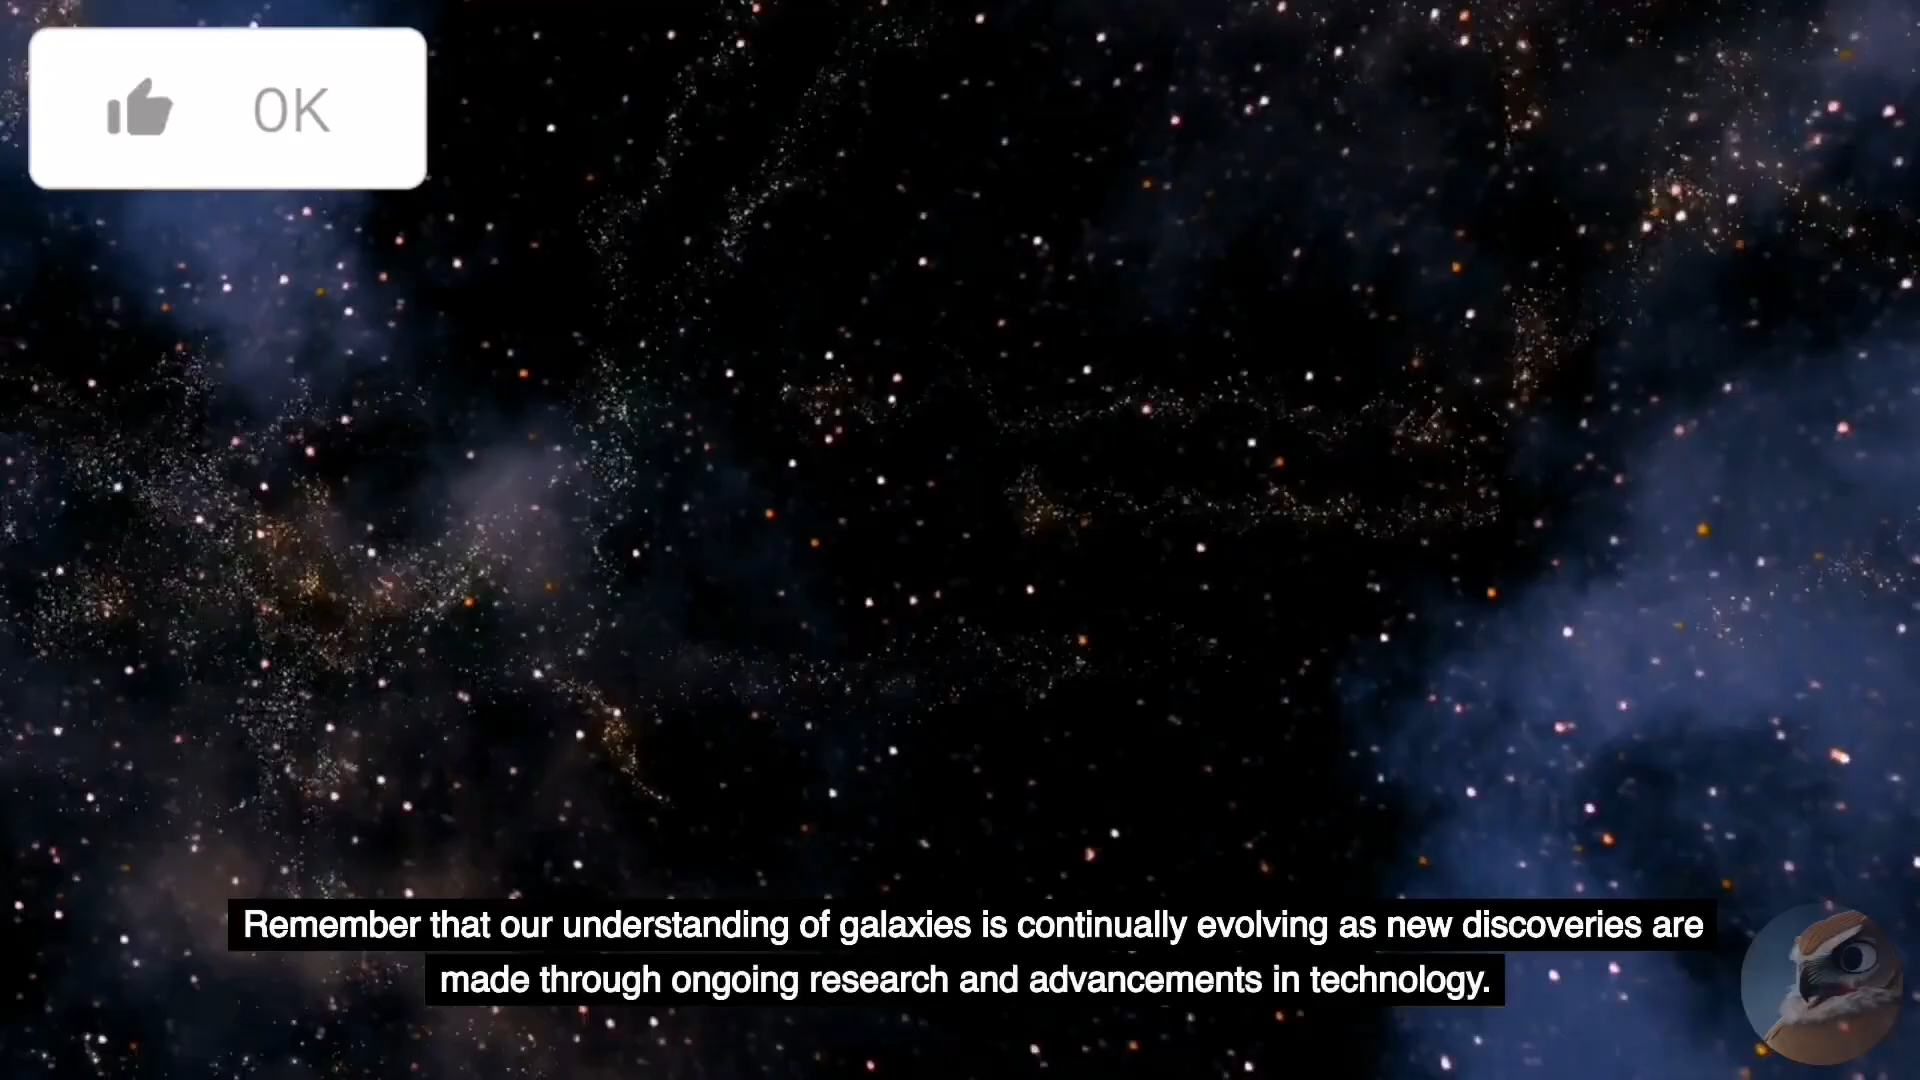 0K
Remember that our understanding of galaxies is continually evolving as new discoveries are
made through ongoing research and advancements in technology.